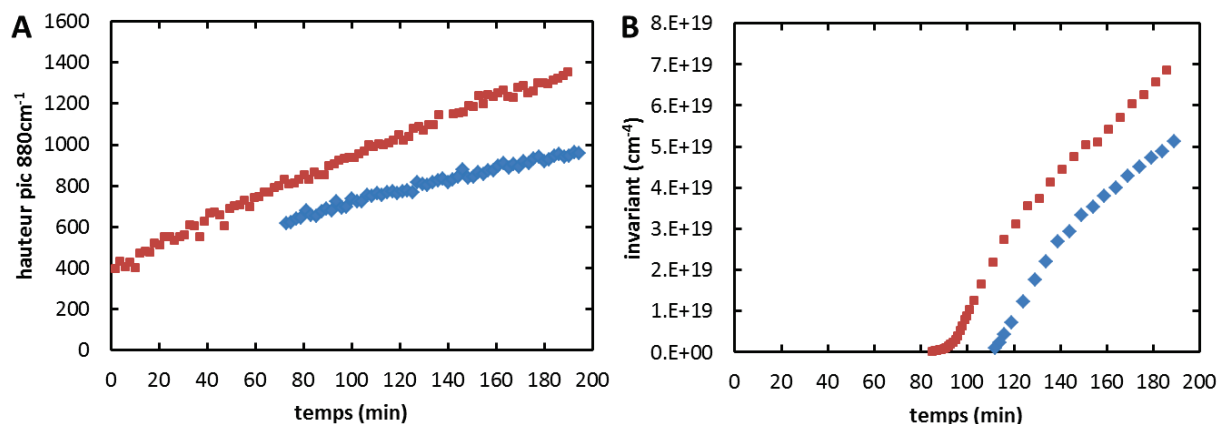 A
hauteur pic 880cm⁻¹
1600
1400
1200
1000
800
600
400
200
0
0 20 40 60 80 100 120 140 160 180 200
temps (min)
B
invariant (cm⁻⁴)
8.E+19
7.E+19
6.E+19
5.E+19
4.E+19
3.E+19
2.E+19
1.E+19
0.E+00
0 20 40 60 80 100 120 140 160 180 200
temps (min)